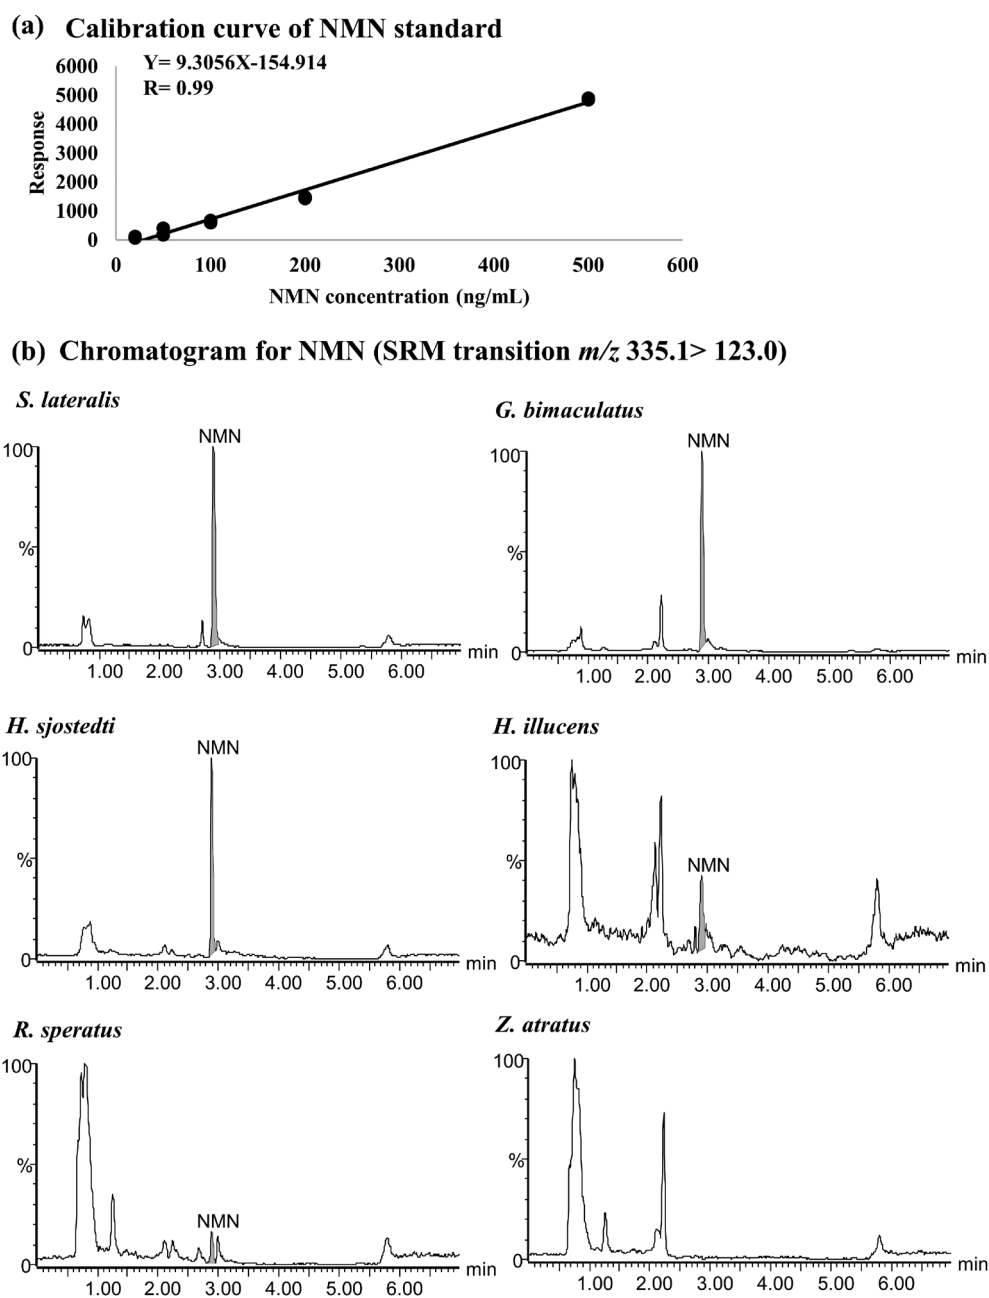 (a) Calibration curve of NMN standard
Y= 9.3056X-154.914
R= 0.99
6000
5000
4000
3000
2000
1000
0
Response
0 100 200 300 400 500 600
NMN concentration (ng/mL)
(b) Chromatogram for NMN (SRM transition m/z 335.1> 123.0)
S. lateralis
NMN
100
%
0
min
1.00 2.00 3.00 4.00 5.00 6.00
G. bimaculatus
NMN
100
%
0
min
1.00 2.00 3.00 4.00 5.00 6.00
H. sjostedti
NMN
100
%
0
min
1.00 2.00 3.00 4.00 5.00 6.00
H. illucens
100
%
NMN
0
min
1.00 2.00 3.00 4.00 5.00 6.00
R. speratus
100
%
NMN
0
min
1.00 2.00 3.00 4.00 5.00 6.00
Z. atratus
100
%
0
min
1.00 2.00 3.00 4.00 5.00 6.00